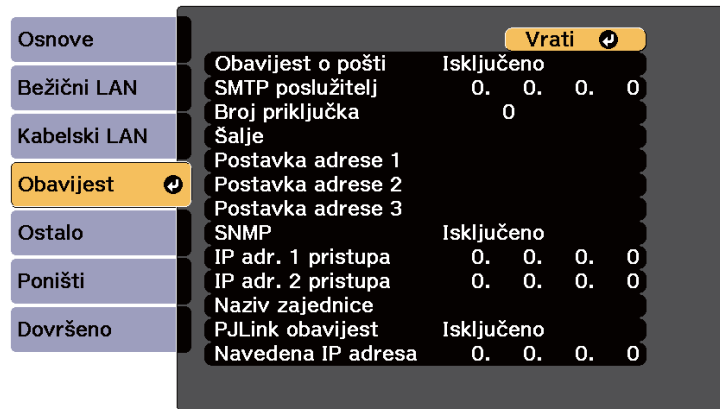 Osnove
Bežični LAN
Kabelski LAN
Obavijest
Ostalo
Poništi
Dovršeno
Vrati
Obavijest o pošti Isključeno
SMTP poslužitelj 0. 0. 0. 0
Broj priključka 0
Šalje
Postavka adrese 1
Postavka adrese 2
Postavka adrese 3
SNMP Isključeno
IP adr. 1 pristupa 0. 0. 0. 0
IP adr. 2 pristupa 0. 0. 0. 0
Naziv zajednice
PJLink obavijest Isključeno
Navedena IP adresa 0. 0. 0. 0